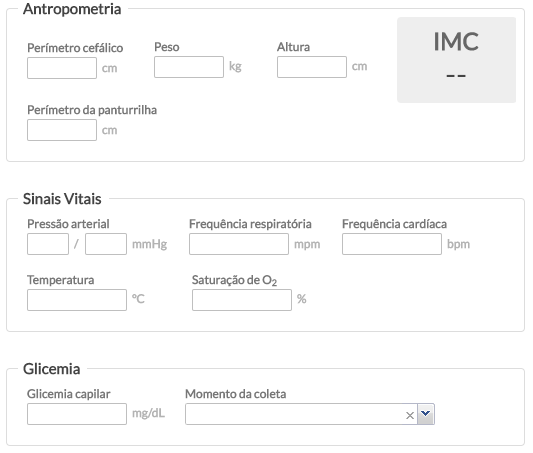 Antropometria
Perímetro cefálico Peso Altura IMC
cm kg cm --
Perímetro da panturrilha
cm
Sinais Vitais
Pressão arterial Frequência respiratória Frequência cardíaca
/ mmHg mpm bpm
Temperatura Saturação de O2
°C %
Glicemia
Glicemia capilar Momento da coleta
mg/dL ×